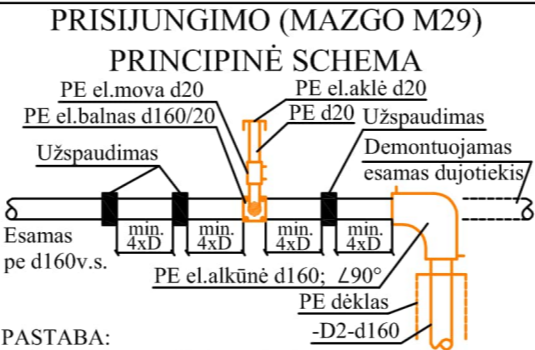 PRISIJUNGIMO (MAZGO M29)
PRINCIPINĖ SCHEMA
PE el.mova d20
PE el.aklė d20
PE el.balnas d160/20
PE d20
Užspaudimas
Užspaudimas
Demontuojamas
esamas dujotiekis
Esamas
pe d160v.s.
min.
4xD
min.
4xD
min.
4xD
min.
4xD
PE el.alkūnė d160; ∠90°
PE dėklas
-D2-d160
PASTABA: